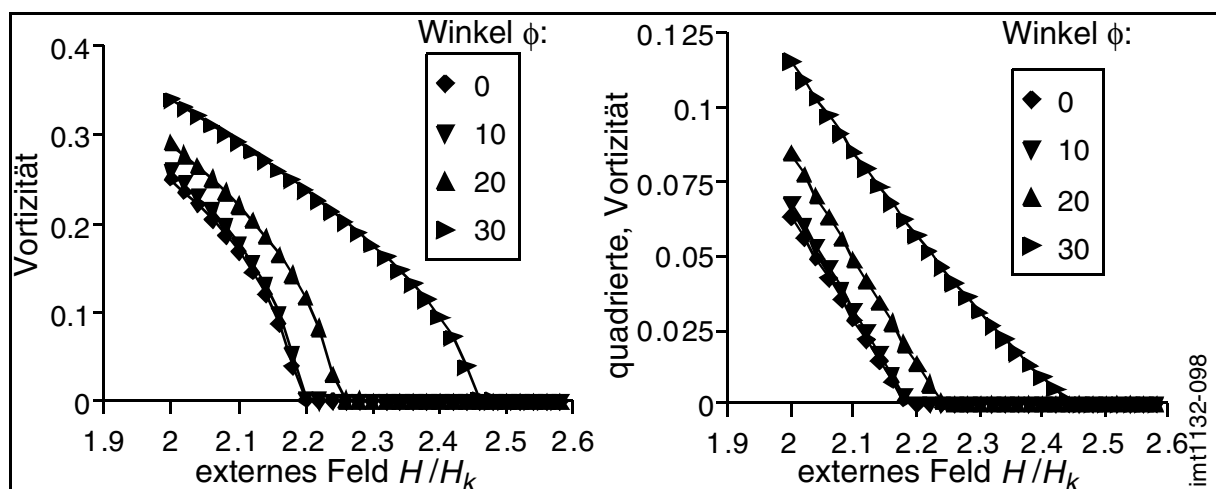 Winkel ϕ:
0
10
20
30
0.4
0.3
0.2
0.1
0
Vortizität
1.9 2 2.1 2.2 2.3 2.4 2.5 2.6
externes Feld H/Hk
Winkel ϕ:
0
10
20
30
0.125
0.1
0.075
0.05
0.025
0
quadrierte, Vortizität
1.9 2 2.1 2.2 2.3 2.4 2.5 2.6
externes Feld H/Hk
imt1132-098